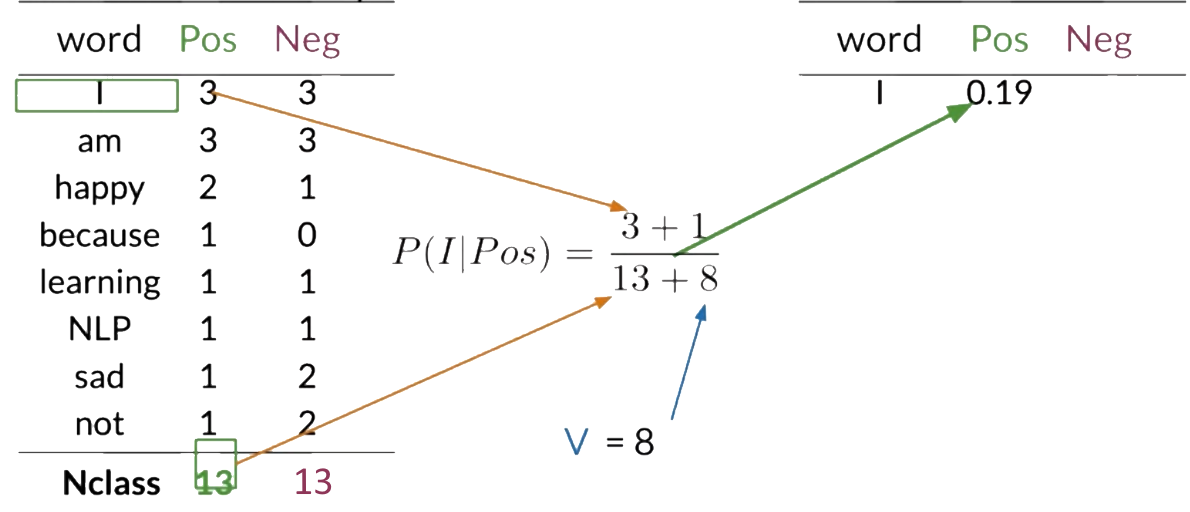 word Pos Neg
I 3 3
am 3 3
happy 2 1
because 1 0
learning 1 1
NLP 1 1
sad 1 2
not 1 2
Nclass 13 13
P(I|Pos) = \frac{3 + 1}{13 + 8}
V = 8
word Pos Neg
I 0.19